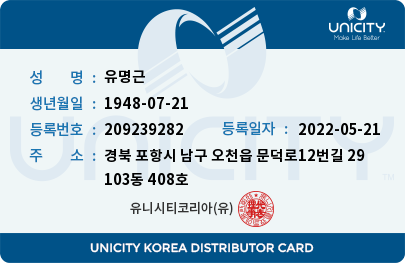 UNICITY
Make Life Better
성 명 : 유명근
생년월일 : 1948-07-21
등록번호 : 209239282 등록일자 : 2022-05-21
주 소 : 경북 포항시 남구 오천읍 문덕로12번길 29
103동 408호
UNICITY
유니시티코리아(유)
UNICITY KOREA DISTRIBUTOR CARD